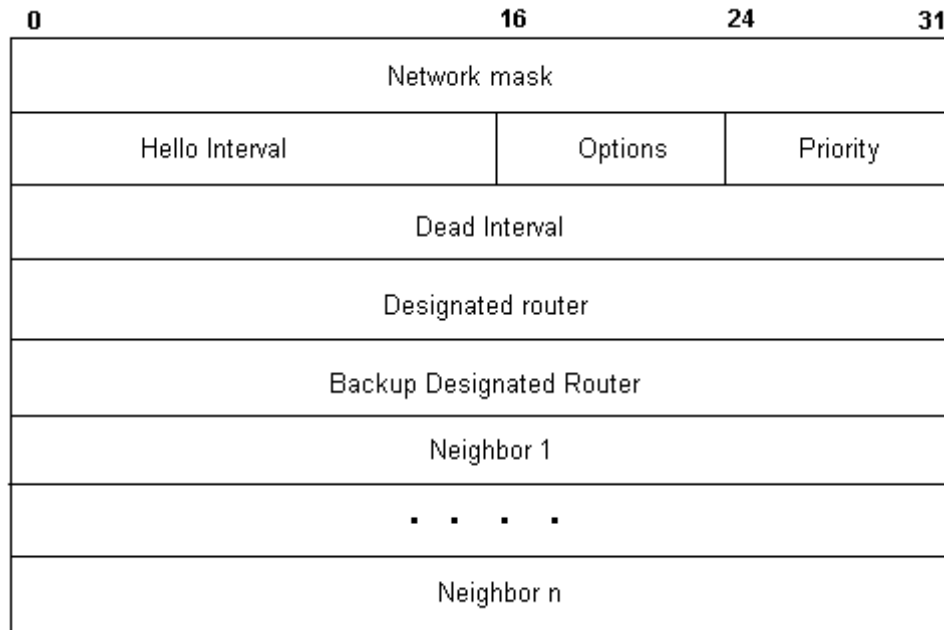 0 16 24 31
Network mask
Hello Interval Options Priority
Dead Interval
Designated router
Backup Designated Router
Neighbor 1
. . . .
Neighbor n